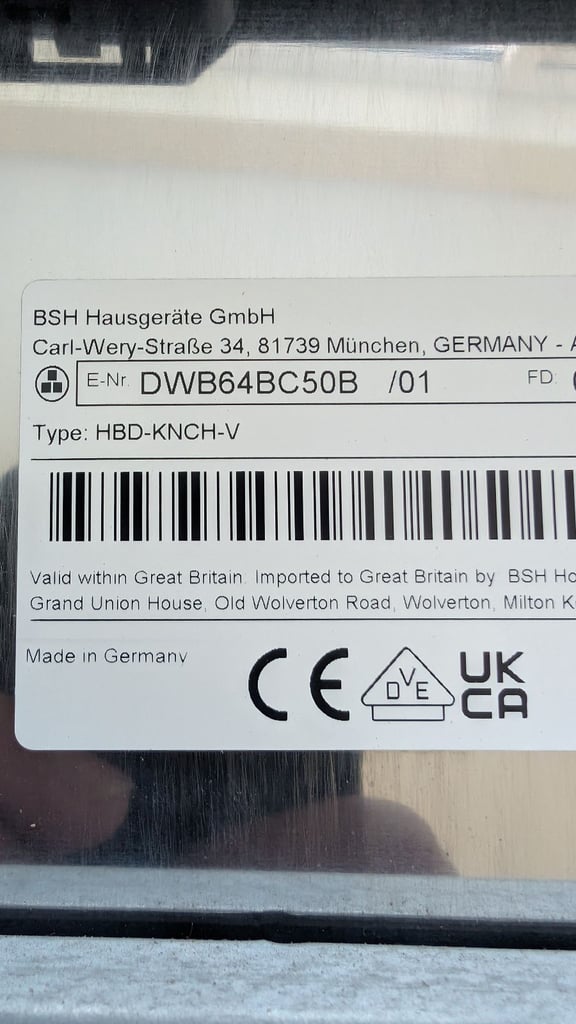 BSH Hausgeräte GmbH
Carl-Wery-Straße 34, 81739 München, GERMANY -
E-Nr. DWB64BC50B /01 FD:
Type: HBD-KNCH-V
Valid within Great Britain. Imported to Great Britain by BSH
Grand Union House, Old Wolverton Road, Wolverton, Milton
Made in Germany
CE DVE UK
CA